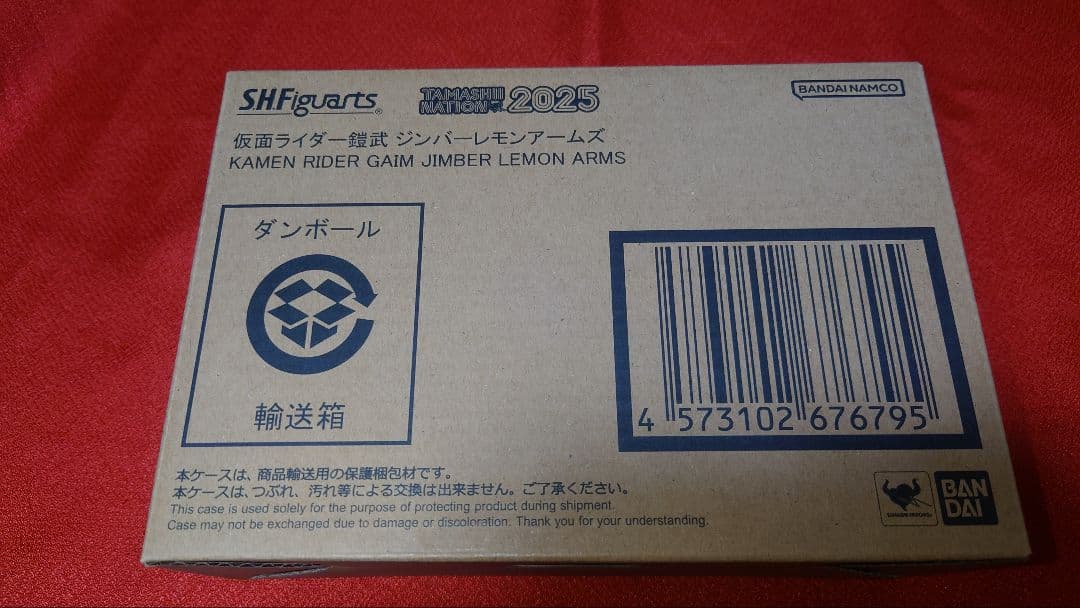 S.H.Figuarts
TAMASHII NATION 2025
BANDAI NAMCO
仮面ライダー鎧武 ジンバーレモンアームズ
KAMEN RIDER GAIM JIMBER LEMON ARMS
ダンボール
輸送箱
4 573102 676795
本ケースは、商品輸送用の保護梱包材です。
本ケースは、つぶれ、汚れ等による交換は出来ません。ご了承ください。
This case is used solely for the purpose of protecting product during shipment.
Case may not be exchanged due to damage or discoloration. Thank you for your understanding.
BAN
DAI